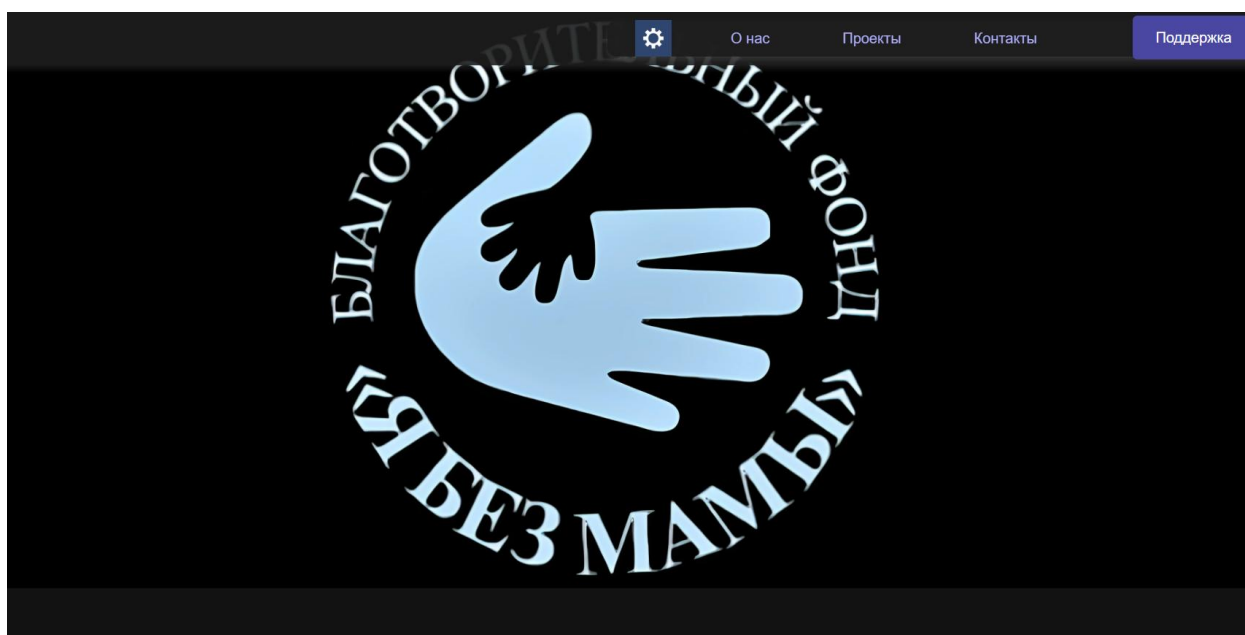 О нас
Проекты
Контакты
Поддержка
БЛАГОТВОРИТЕЛЬНЫЙ ФОНД
«Я БЕЗ МАМЫ»